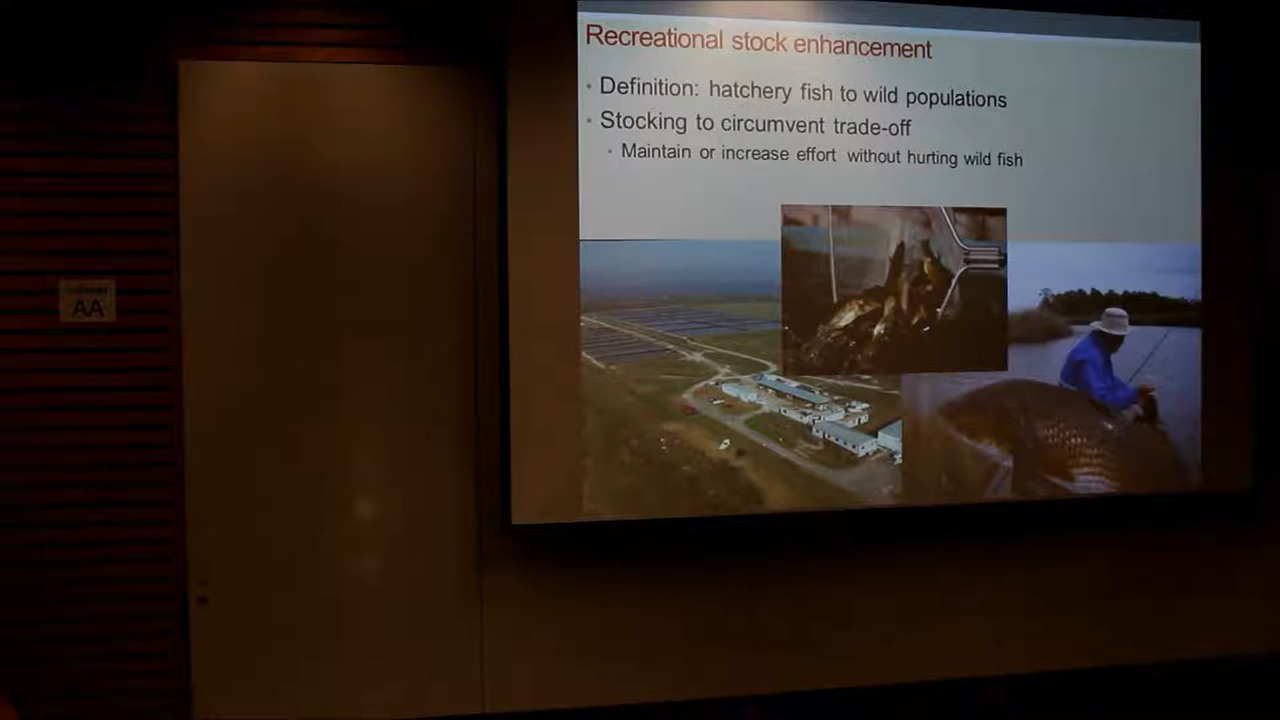 Recreational stock enhancement
• Definition: hatchery fish to wild populations
• Stocking to circumvent trade-off
• Maintain or increase effort without hurting wild fish
AA